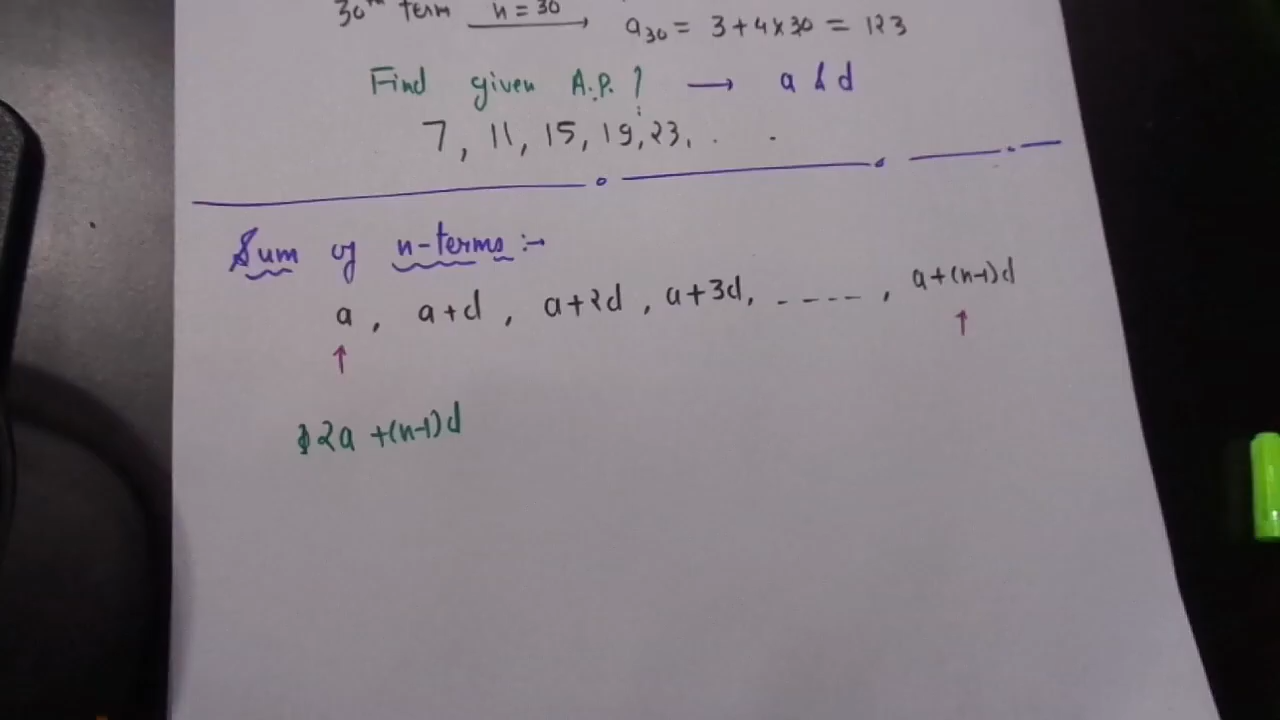 30th term n = 30 → a30 = 3 + 4 × 30 = 123
Find given A.P. ? → a & d
7, 11, 15, 19, 23, . .
Sum of n-terms :-
a, a+d, a+2d, a+3d, - - - - -, a+(n-1)d
↑ ↑
2a +(n-1)d